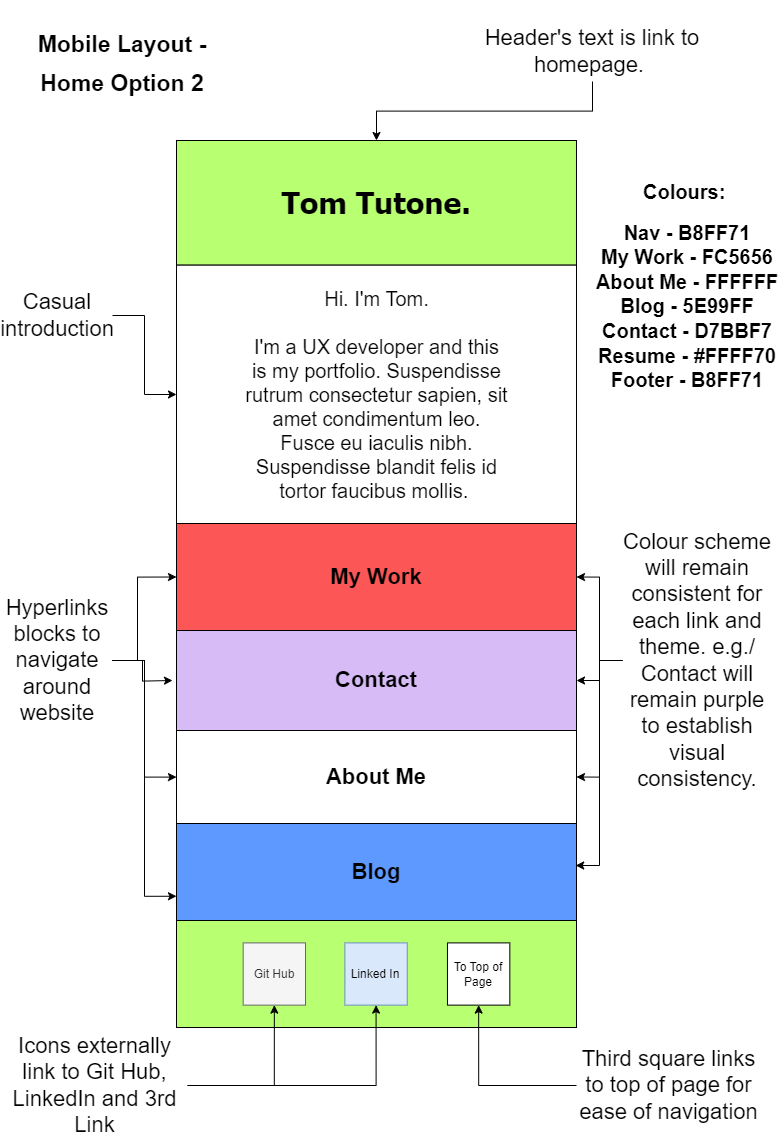 Mobile Layout -
Home Option 2
Header's text is link to
homepage.
Tom Tutone.
Colours:
Nav - B8FF71
My Work - FC5656
About Me - FFFFFF
Blog - 5E99FF
Contact - D7BBF7
Resume - #FFFF70
Footer - B8FF71
Casual
introduction
Hi. I'm Tom.
I'm a UX developer and this
is my portfolio. Suspendisse
rutrum consectetur sapien, sit
amet condimentum leo.
Fusce eu iaculis nibh.
Suspendisse blandit felis id
tortor faucibus mollis.
Hyperlinks
blocks to
navigate
around
website
My Work
Contact
About Me
Blog
Colour scheme
will remain
consistent for
each link and
theme. e.g./
Contact will
remain purple
to establish
visual
consistency.
Git Hub
Linked In
To Top of
Page
Icons externally
link to Git Hub,
LinkedIn and 3rd
Link
Third square links
to top of page for
ease of navigation